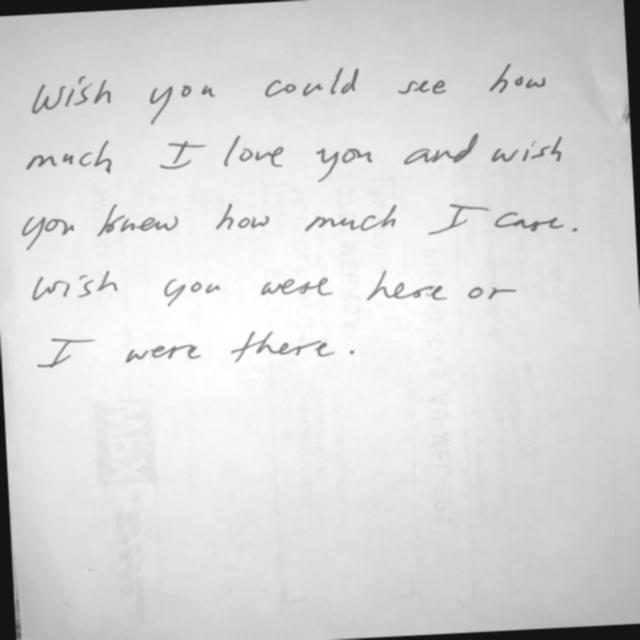 Wish you could see how
much I love you and wish
you knew how much I care.
Wish you were here or
I were there.